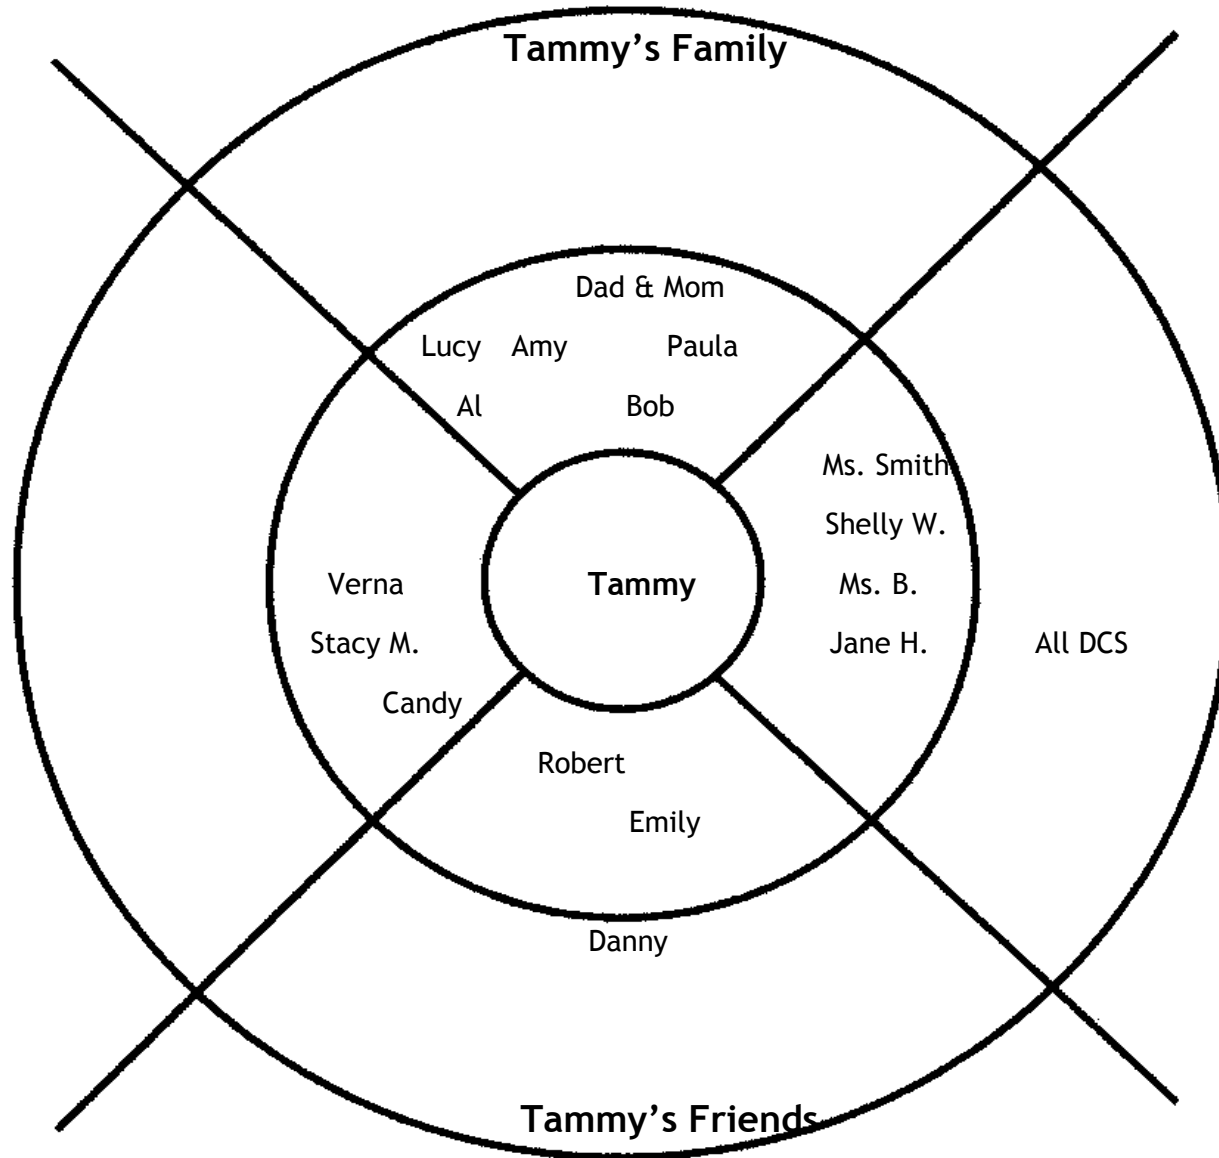 Tammy’s Family
Dad & Mom
Lucy Amy Paula
Al Bob
Ms. Smith
Shelly W.
Verna Tammy Ms. B.
Stacy M. Jane H. All DCS
Candy
Robert
Emily
Danny
Tammy’s Friends